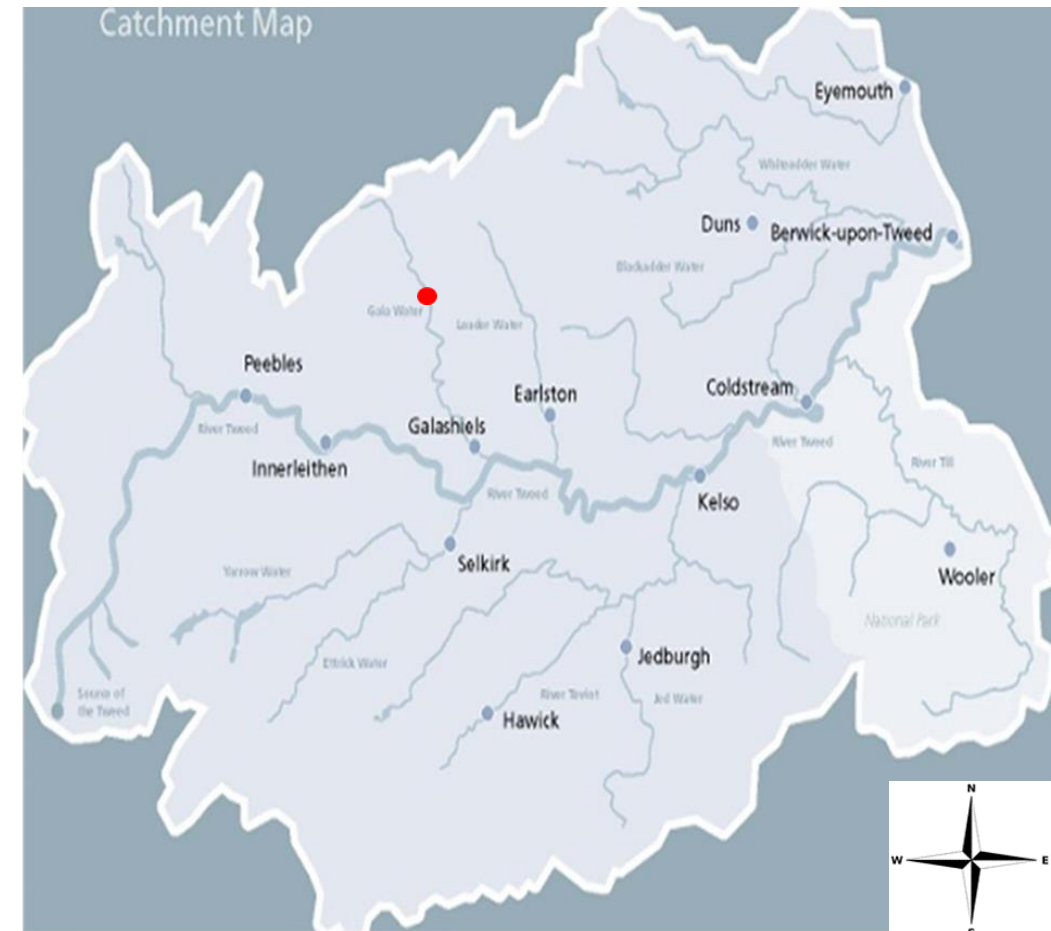 Catchment Map
Eyemouth
Whiteadder Water
Duns
Berwick-upon-Tweed
Blackadder Water
Gala Water
Leader Water
Peebles
Earlston
Coldstream
Galashiels
River Tweed
River Tweed
Innerleithen
River Till
River Tweed
Kelso
Selkirk
Wooler
Yarrow Water
National Park
Jedburgh
Ettrick Water
River Teviot
Jed Water
Source of
the Tweed
Hawick
N
W
E
S